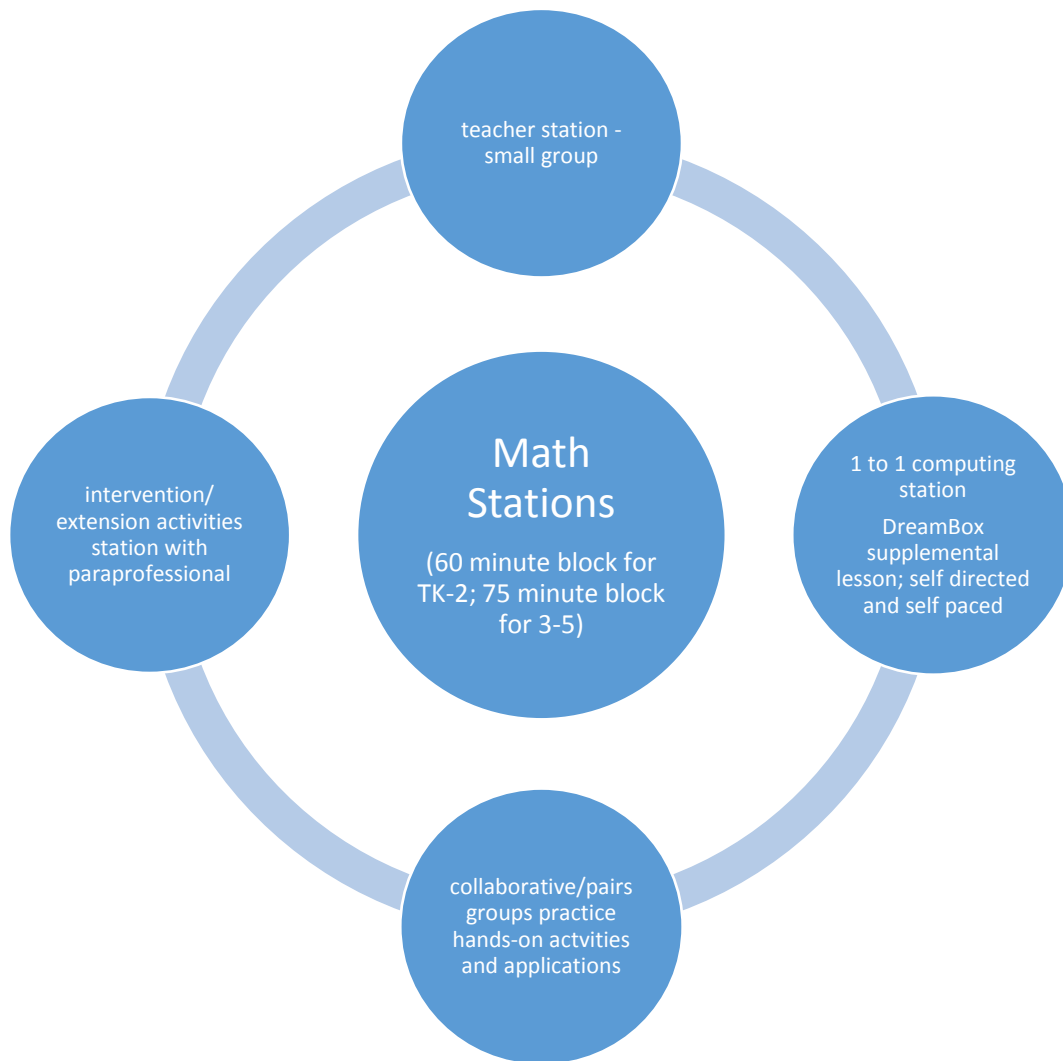 teacher station -
small group
Math
Stations
(60 minute block for
TK-2; 75 minute block
for 3-5)
1 to 1 computing
station
DreamBox
supplemental
lesson; self directed
and self paced
collaborative/pairs
groups practice
hands-on actvities
and applications
intervention/
extension activities
station with
paraprofessional